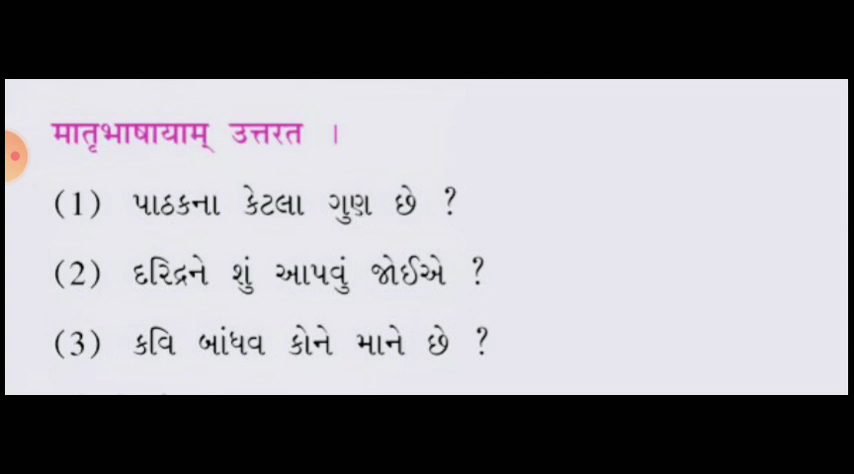 मातृभाषायाम् उत्तरत ।
(1) પાઠકના કેટલા ગુણ છે ?
(2) દરિદ્રને શું આપવું જોઈએ ?
(3) કવિ બાંધવ કોને માને છે ?